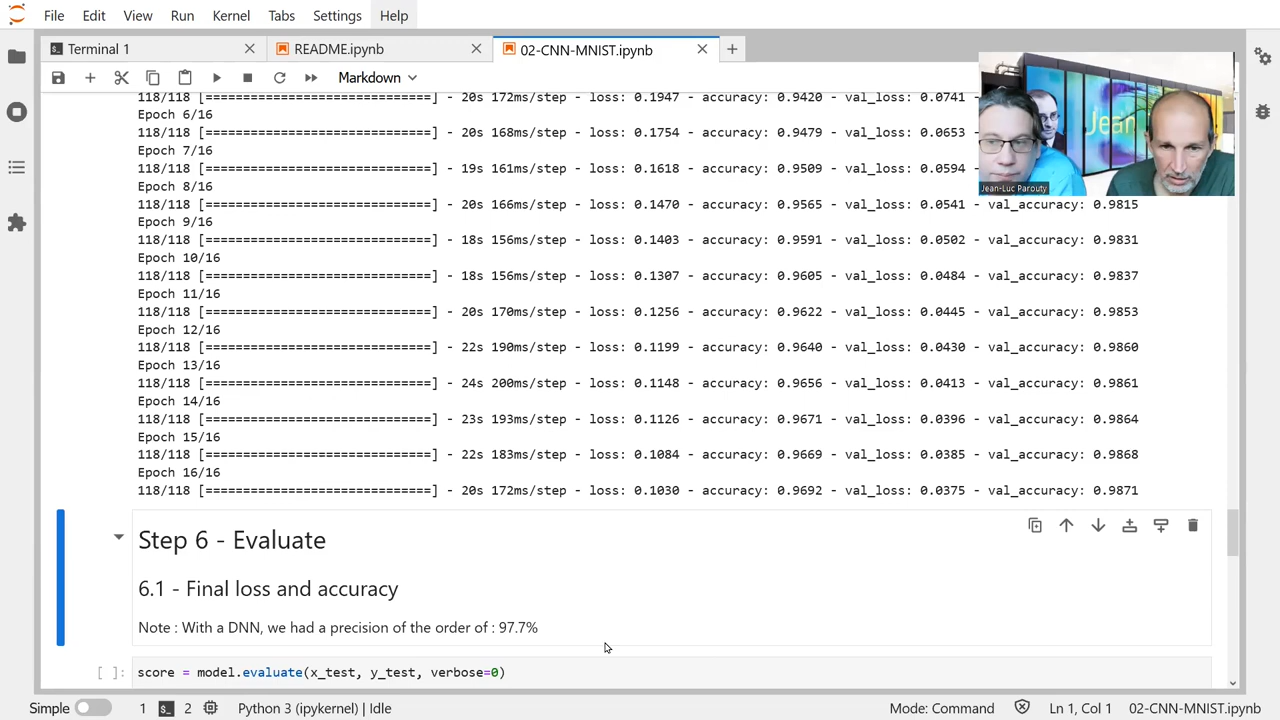 File Edit View Run Kernel Tabs Settings Help
Terminal 1 README.ipynb 02-CNN-MNIST.ipynb
Markdown
118/118 [==============================] - 20s 172ms/step - loss: 0.1947 - accuracy: 0.9420 - val_loss: 0.0741
Epoch 6/16
118/118 [==============================] - 20s 168ms/step - loss: 0.1754 - accuracy: 0.9479 - val_loss: 0.0653
Epoch 7/16
118/118 [==============================] - 19s 161ms/step - loss: 0.1618 - accuracy: 0.9509 - val_loss: 0.0594
Epoch 8/16
118/118 [==============================] - 20s 166ms/step - loss: 0.1470 - accuracy: 0.9565 - val_loss: 0.0541 - val_accuracy: 0.9815
Epoch 9/16
118/118 [==============================] - 18s 156ms/step - loss: 0.1403 - accuracy: 0.9591 - val_loss: 0.0502 - val_accuracy: 0.9831
Epoch 10/16
118/118 [==============================] - 18s 156ms/step - loss: 0.1307 - accuracy: 0.9605 - val_loss: 0.0484 - val_accuracy: 0.9837
Epoch 11/16
118/118 [==============================] - 20s 170ms/step - loss: 0.1256 - accuracy: 0.9622 - val_loss: 0.0445 - val_accuracy: 0.9853
Epoch 12/16
118/118 [==============================] - 22s 190ms/step - loss: 0.1199 - accuracy: 0.9640 - val_loss: 0.0430 - val_accuracy: 0.9860
Epoch 13/16
118/118 [==============================] - 24s 200ms/step - loss: 0.1148 - accuracy: 0.9656 - val_loss: 0.0413 - val_accuracy: 0.9861
Epoch 14/16
118/118 [==============================] - 23s 193ms/step - loss: 0.1126 - accuracy: 0.9671 - val_loss: 0.0396 - val_accuracy: 0.9864
Epoch 15/16
118/118 [==============================] - 22s 183ms/step - loss: 0.1084 - accuracy: 0.9669 - val_loss: 0.0385 - val_accuracy: 0.9868
Epoch 16/16
118/118 [==============================] - 20s 172ms/step - loss: 0.1030 - accuracy: 0.9692 - val_loss: 0.0375 - val_accuracy: 0.9871
Jean
Jean-Luc Parouty
Step 6 - Evaluate
6.1 - Final loss and accuracy
Note : With a DNN, we had a precision of the order of : 97.7%
[ ]: score = model.evaluate(x_test, y_test, verbose=0)
Simple 1 2 Python 3 (ipykernel) | Idle Mode: Command Ln 1, Col 1 02-CNN-MNIST.ipynb